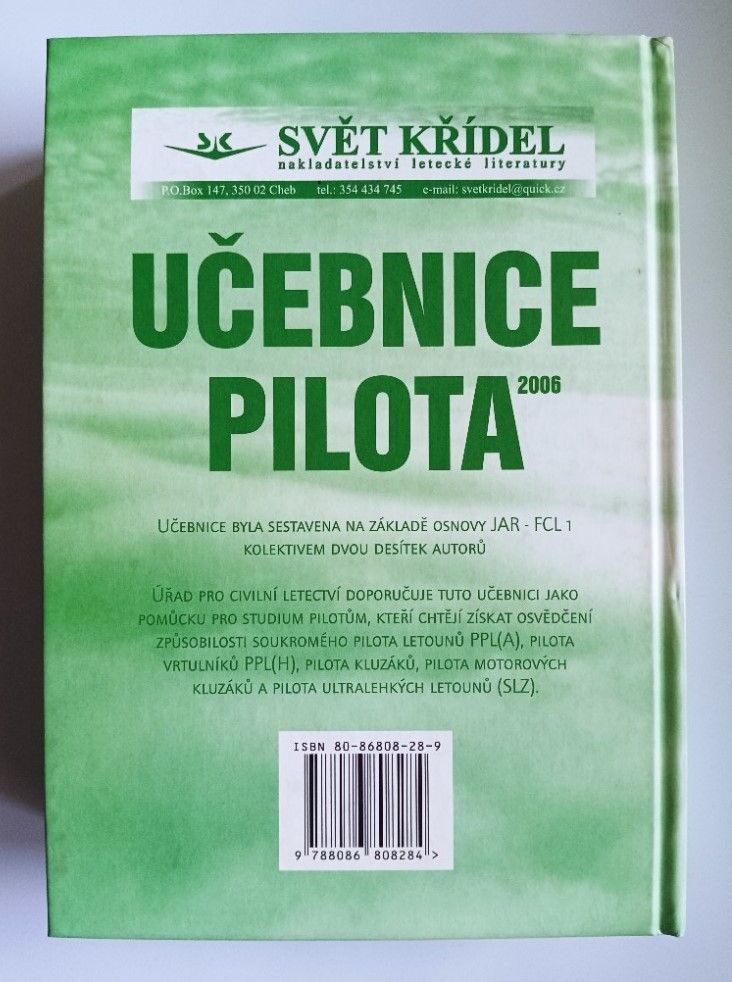 SVĚT KŘÍDEL
nakladatelství letecké literatury
P.O.Box 147, 350 02 Cheb tel.: 354 434 745 e-mail: svetkridel@quick.cz
UČEBNICE
PILOTA 2006
UČEBNICE BYLA SESTAVENA NA ZÁKLADĚ OSNOVY JAR - FCL 1
KOLEKTIVEM DVOU DESÍTEK AUTORŮ
ÚŘAD PRO CIVILNÍ LETECTVÍ DOPORUČUJE TUTO UČEBNICI JAKO
POMŮCKU PRO STUDIUM PILOTŮM, KTEŘÍ CHTĚJÍ ZÍSKAT OSVĚDČENÍ
ZPŮSOBILOSTI SOUKROMÉHO PILOTA LETOUNŮ PPL(A), PILOTA
VRTULNÍKŮ PPL(H), PILOTA KLUZÁKŮ, PILOTA MOTOROVÝCH
KLUZÁKŮ A PILOTA ULTRALEHKÝCH LETOUNŮ (SLZ).
ISBN 80-86808-28-9
9 788086 808284 >